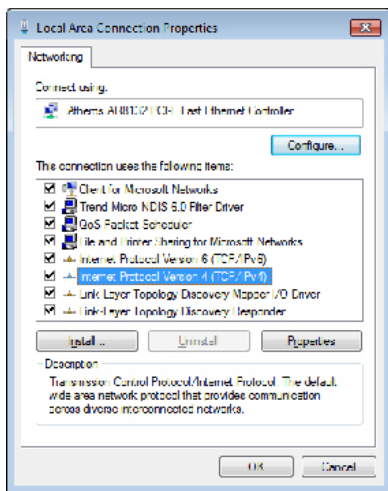 Local Area Connection Properties
Networking
Connect using:
Atheros AR8132 PCI-E Fast Ethernet Controller
Configure...
This connection uses the following items:
Client for Microsoft Networks
Trend Micro NDIS 6.0 Filter Driver
QoS Packet Scheduler
File and Printer Sharing for Microsoft Networks
Internet Protocol Version 6 (TCP/IPv6)
Internet Protocol Version 4 (TCP/IPv4)
Link-Layer Topology Discovery Mapper I/O Driver
Link-Layer Topology Discovery Responder
Install...
Uninstall
Properties
Description
Transmission Control Protocol/Internet Protocol. The default
wide area network protocol that provides communication
across diverse interconnected networks.
OK
Cancel